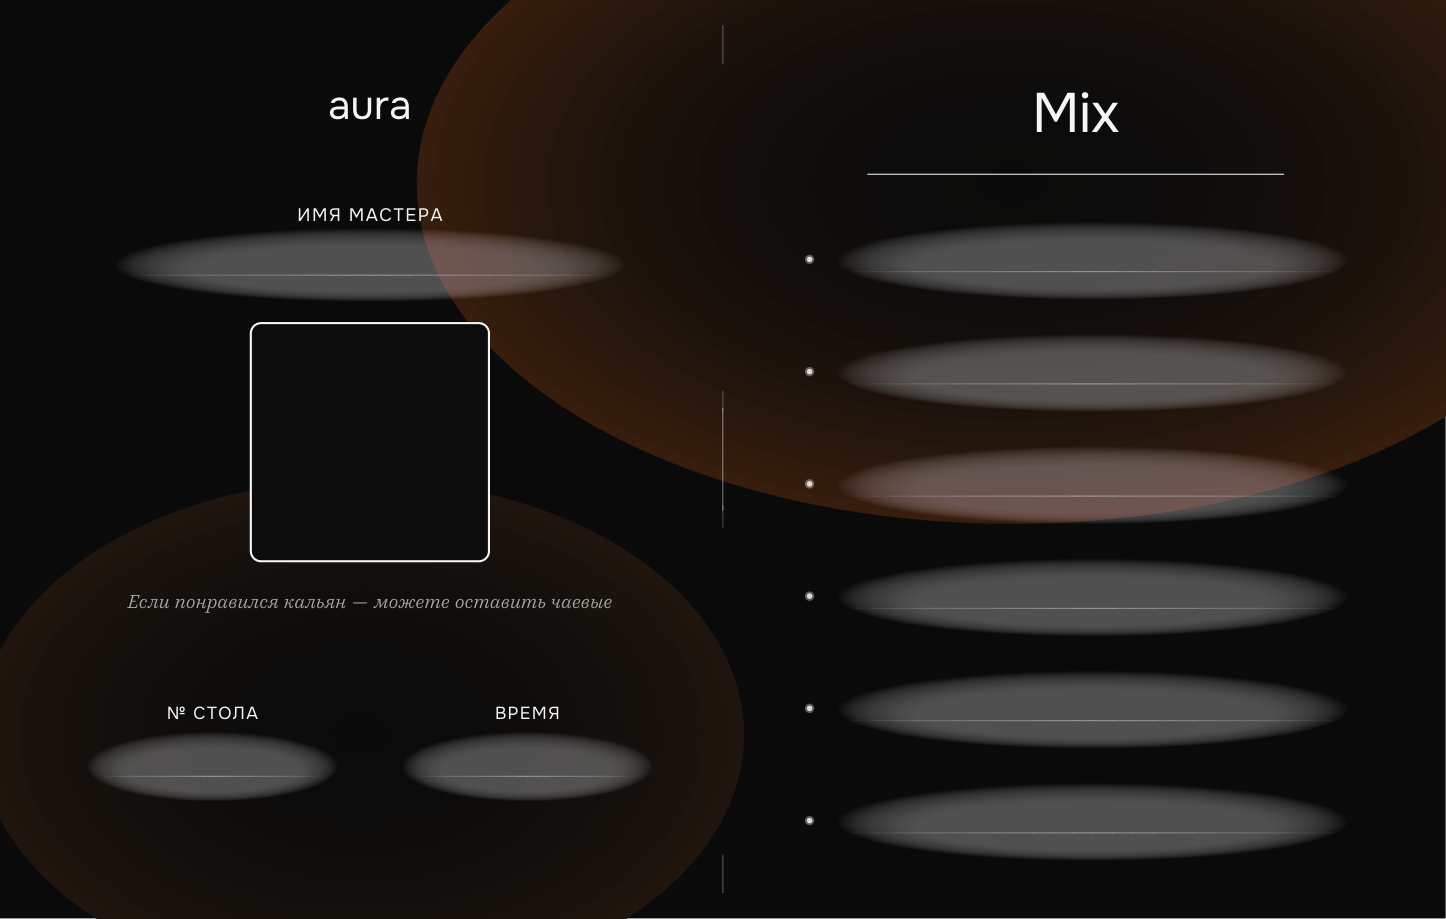 aura
ИМЯ МАСТЕРА
Если понравился кальян — можете оставить чаевые
№ СТОЛА
ВРЕМЯ
Mix